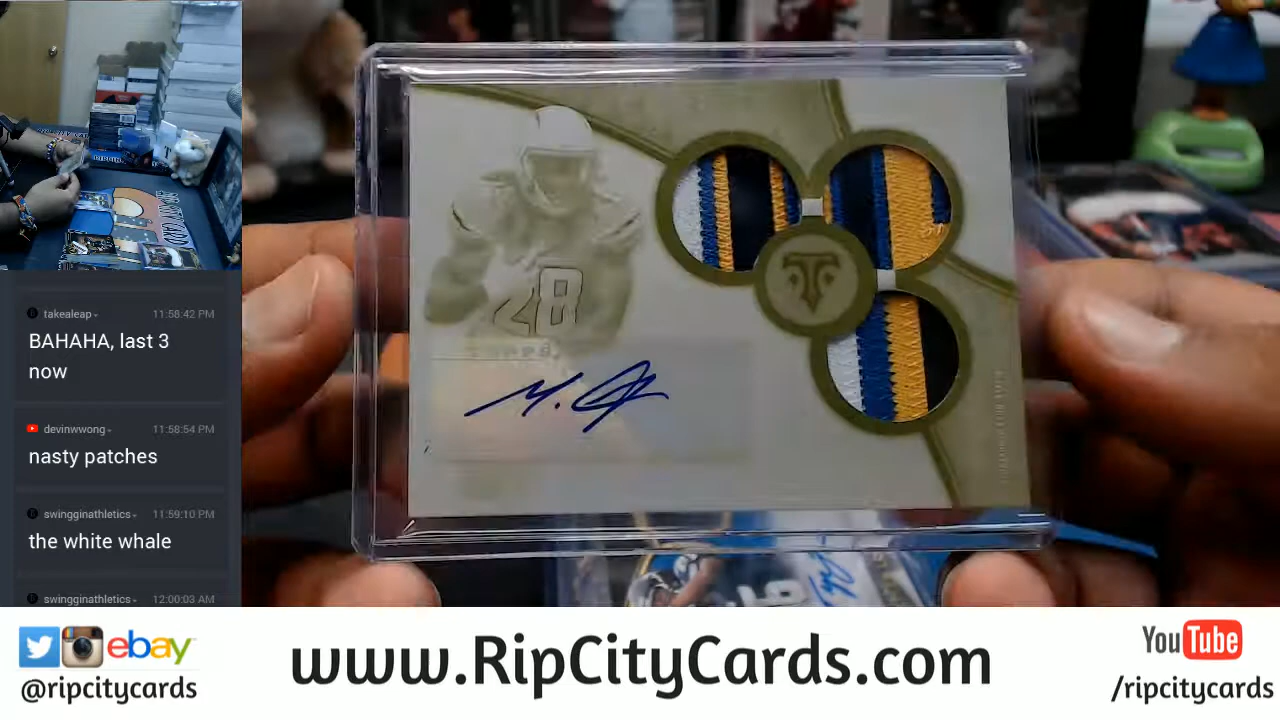 takealeap
11:58:42 PM
BAHAHA, last 3
now
devinwwong
11:58:54 PM
nasty patches
swingginathletics
11:59:10 PM
the white whale
swingginathletics
12:00:03 AM
28
M.
ebay
@ripcitycards
www.RipCityCards.com
YouTube
/ripcitycards